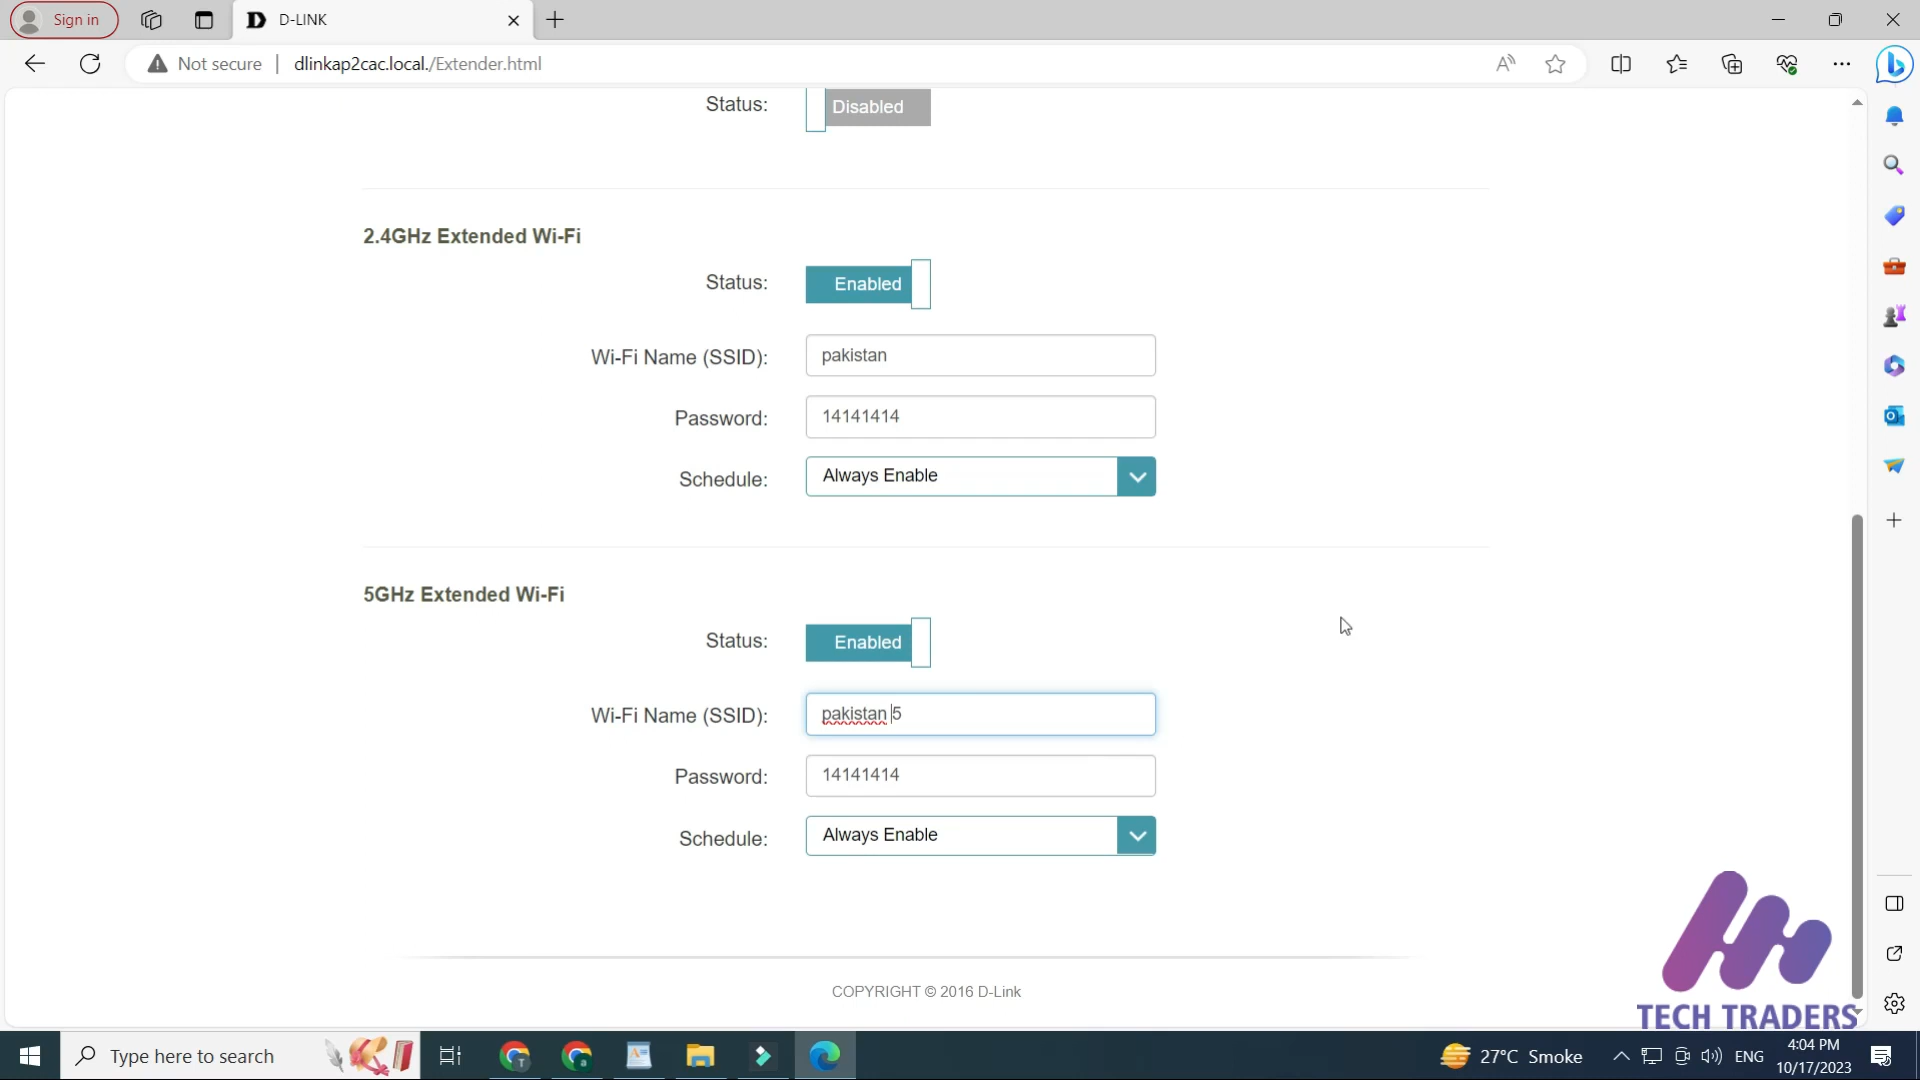 Sign in
D-LINK
Not secure | dlinkap2cac.local./Extender.html
Status: Disabled
2.4GHz Extended Wi-Fi
Status: Enabled
Wi-Fi Name (SSID): pakistan
Password: 14141414
Schedule: Always Enable
5GHz Extended Wi-Fi
Status: Enabled
Wi-Fi Name (SSID): pakistan 5
Password: 14141414
Schedule: Always Enable
COPYRIGHT © 2016 D-Link
TECH TRADERS
Type here to search
27°C Smoke
ENG
4:04 PM
10/17/2023